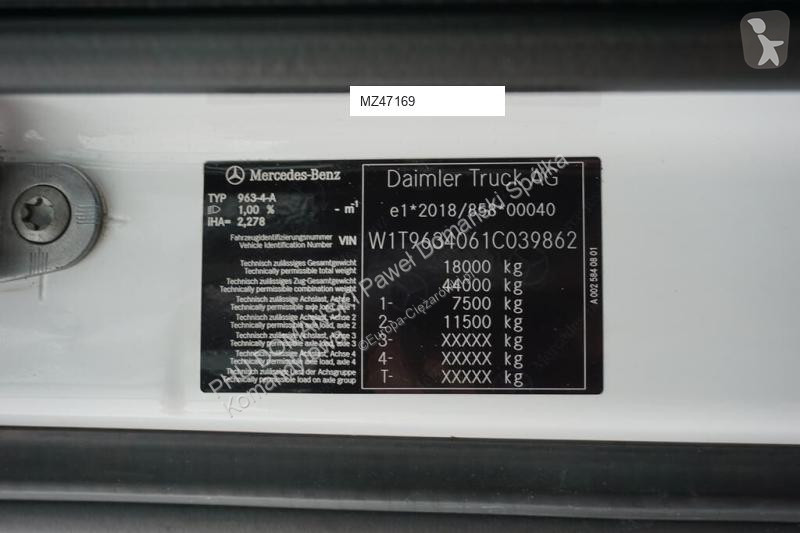 MZ47169
Mercedes-Benz
TYP 963-4-A
1,00 % - m⁻¹
iHA= 2,278
Fahrzeugidentifizierungsnummer
Vehicle Identification Number VIN
Technisch zulässiges Gesamtgewicht
Technically permissible total weight
Technisch zulässiges Zug-Gesamtgewicht
Technically permissible combination weight
Technisch zulässige Achslast, Achse 1
Technically permissible axle load, axle 1
Technisch zulässige Achslast, Achse 2
Technically permissible axle load, axle 2
Technisch zulässige Achslast, Achse 3
Technically permissible axle load, axle 3
Technisch zulässige Achslast, Achse 4
Technically permissible axle load, axle 4
Technisch zulässige Last der Achsgruppe
Technically permissible load on axle group
Daimler Truck AG
e1*2018/858*00040
W1T9634061C039862
18000 kg
44000 kg
1- 7500 kg
2- 11500 kg
3- XXXXX kg
4- XXXXX kg
T- XXXXX kg
A 002 584 08 01
Paweł Domański Spółka
©Europa-Ciężarowe